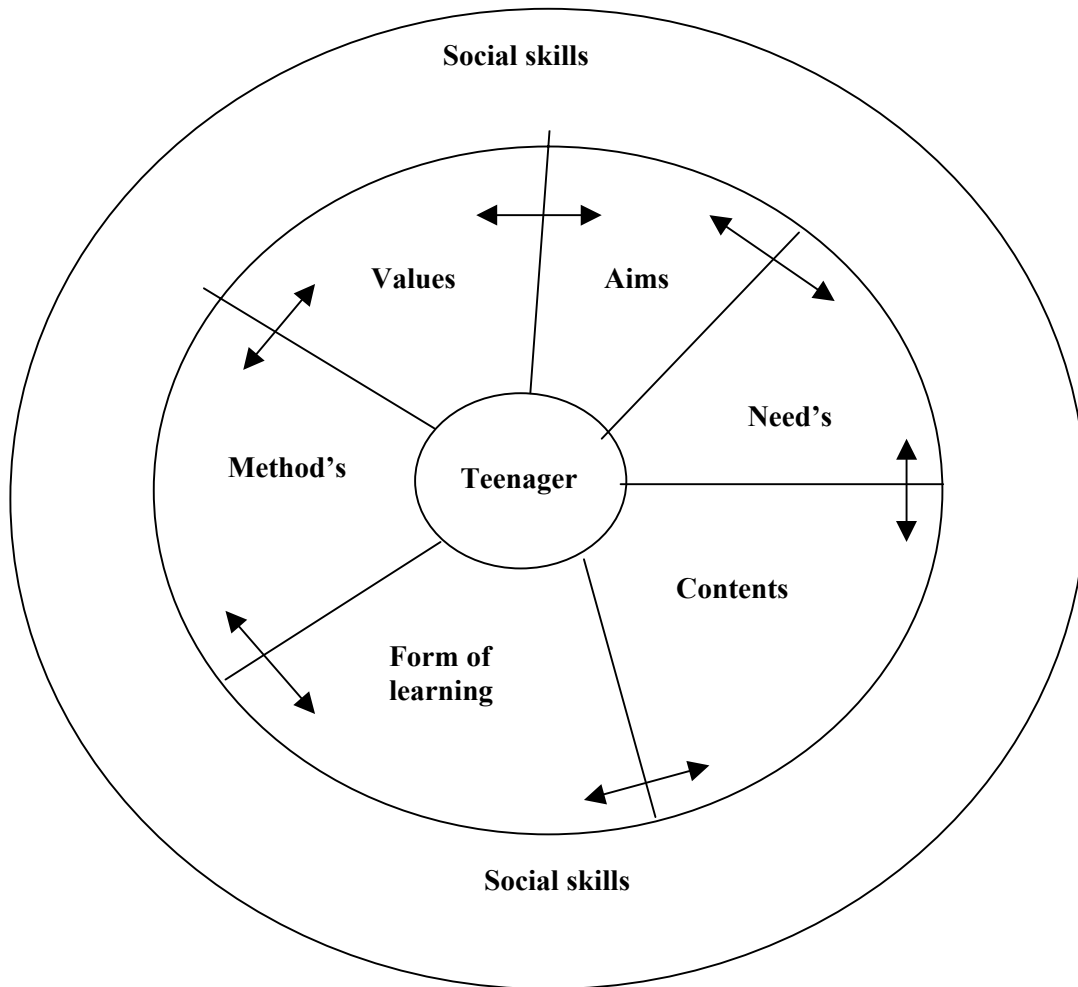 Social skills
Values
Aims
Need’s
Method’s
Teenager
Contents
Form of
learning
Social skills